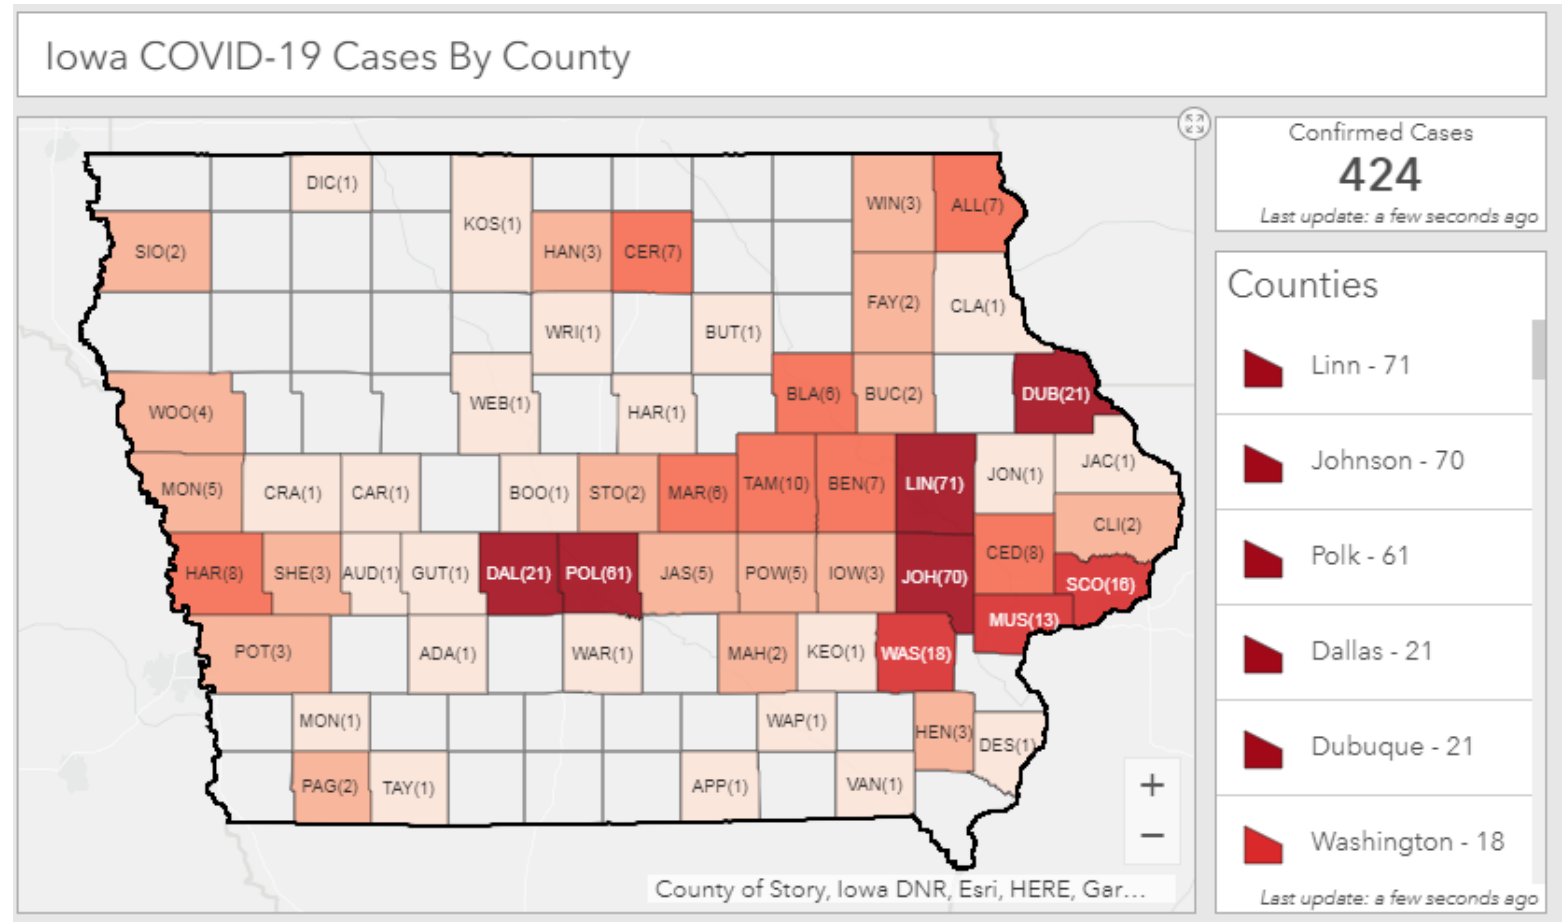 Iowa COVID-19 Cases By County
Confirmed Cases
424
Last update: a few seconds ago
DIC(1)
KOS(1)
WIN(3)
ALL(7)
SIO(2)
HAN(3)
CER(7)
FAY(2)
CLA(1)
WRI(1)
BUT(1)
WOO(4)
WEB(1)
HAR(1)
BLA(6)
BUC(2)
DUB(21)
MON(5)
CRA(1)
CAR(1)
BOO(1)
STO(2)
MAR(6)
TAM(10)
BEN(7)
LIN(71)
JON(1)
JAC(1)
CLI(2)
HAR(8)
SHE(3)
AUD(1)
GUT(1)
DAL(21)
POL(61)
JAS(5)
POW(5)
IOW(3)
JOH(70)
CED(8)
SCO(16)
MUS(13)
POT(3)
ADA(1)
WAR(1)
MAH(2)
KEO(1)
WAS(18)
MON(1)
WAP(1)
HEN(3)
DES(1)
PAG(2)
TAY(1)
APP(1)
VAN(1)
+
−
County of Story, Iowa DNR, Esri, HERE, Gar...
Counties
Linn - 71
Johnson - 70
Polk - 61
Dallas - 21
Dubuque - 21
Washington - 18
Last update: a few seconds ago